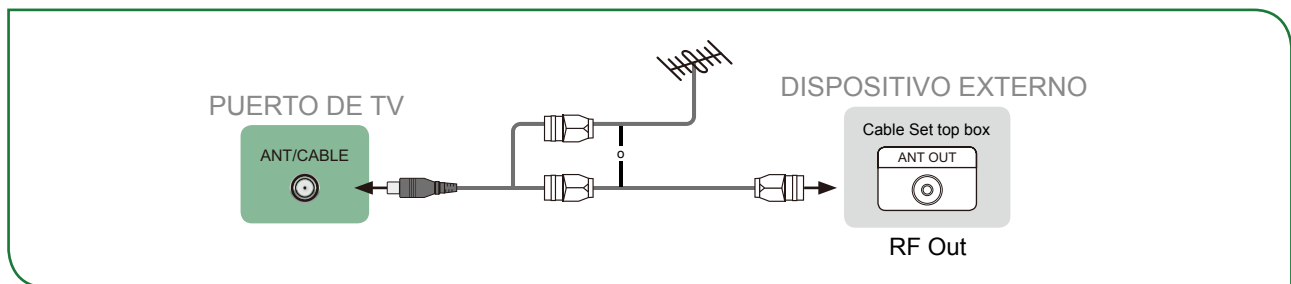 PUERTO DE TV
ANT/CABLE
o
DISPOSITIVO EXTERNO
Cable Set top box
ANT OUT
RF Out